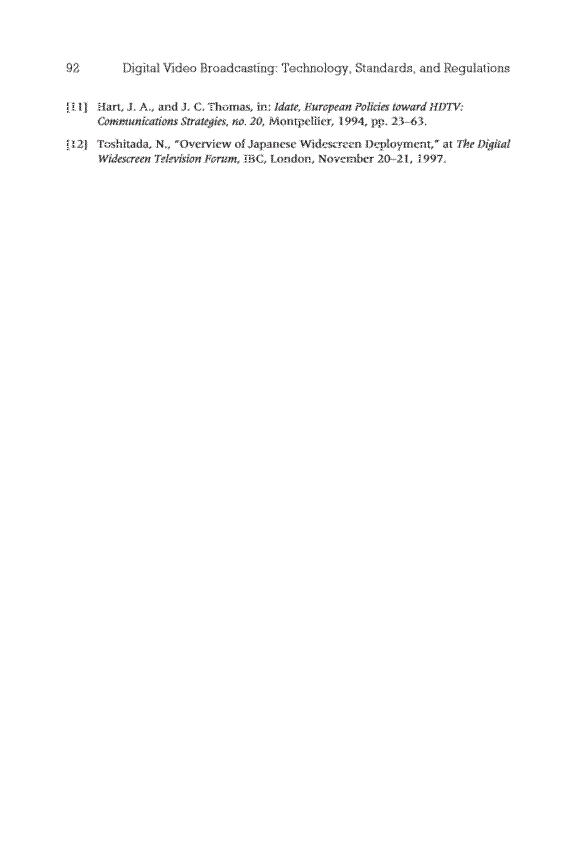 92 Digital Video Broadcasting: Technology, Standards, and Regulations
[11] Hart, J. A., and J. C. Thomas, in: Idate, European Policies toward HDTV:
Communications Strategies, no. 20, Montpellier, 1994, pp. 23–63.
[12] Toshitada, N., "Overview of Japanese Widescreen Deployment," at The Digital
Widescreen Television Forum, IBC, London, November 20–21, 1997.